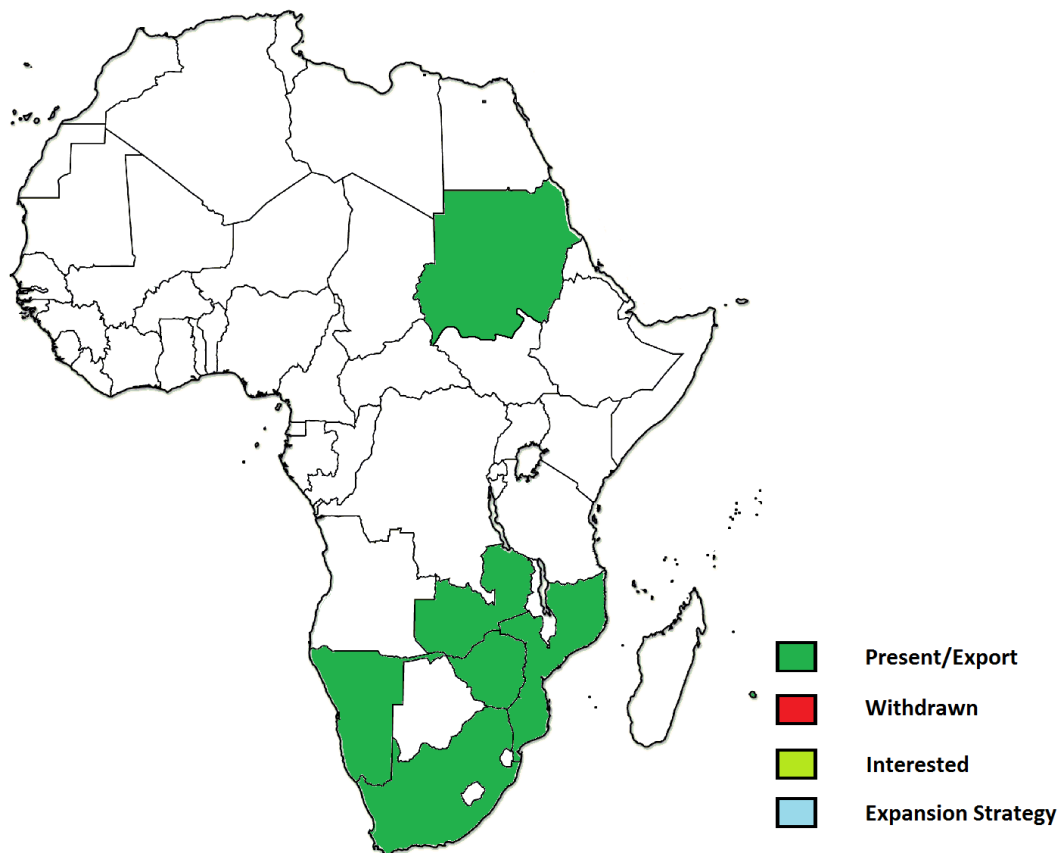 Present/Export
Withdrawn
Interested
Expansion Strategy